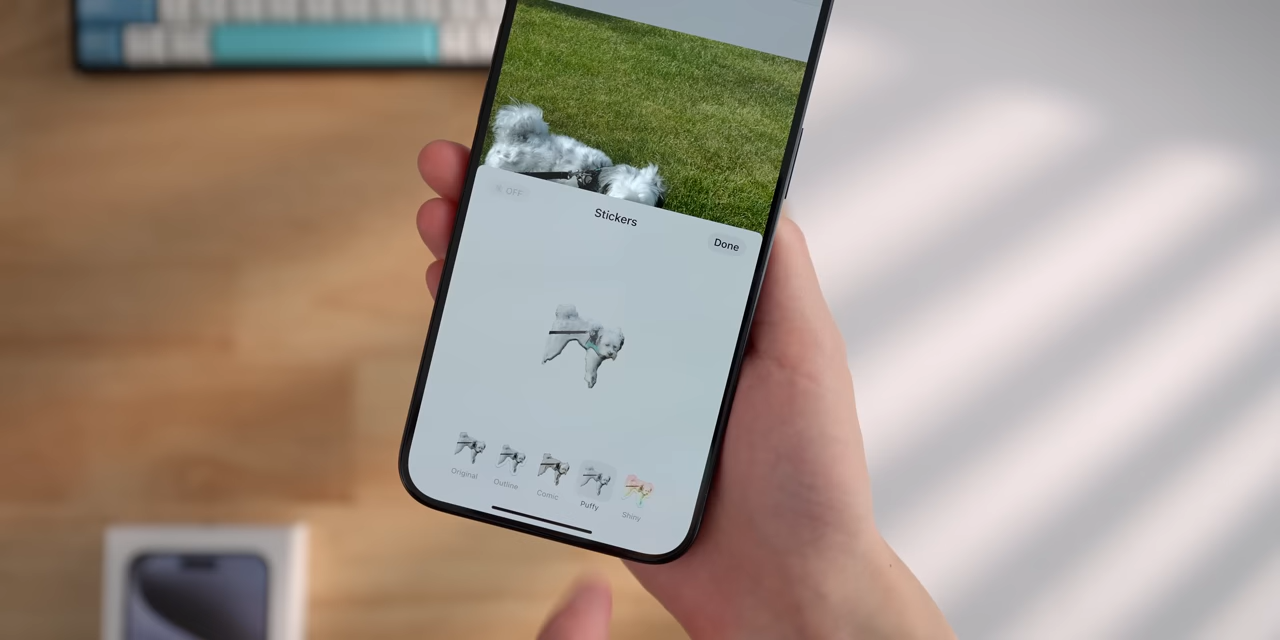 OFF
Stickers
Done
Original
Outline
Comic
Puffy
Shiny